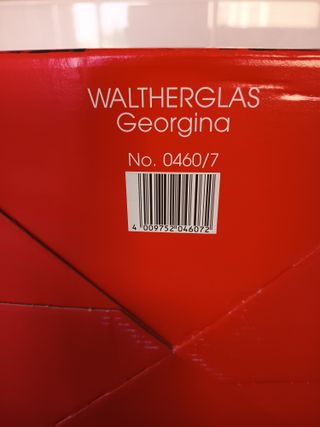 WALTHERGLAS
Georgina
No. 0460/7
4 009752 046072